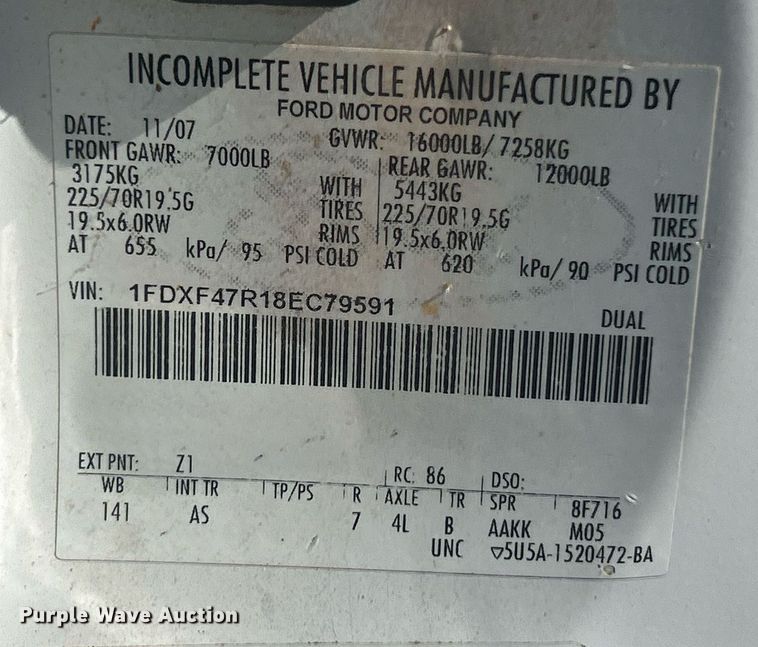 INCOMPLETE VEHICLE MANUFACTURED BY
FORD MOTOR COMPANY
DATE: 11/07 GVWR: 16000LB/ 7258KG
FRONT GAWR: 7000LB REAR GAWR: 12000LB
3175KG WITH 5443KG WITH
225/70R19.5G TIRES 225/70R19.5G TIRES
19.5x6.0RW RIMS 19.5x6.0RW RIMS
AT 655 kPa/ 95 PSI COLD AT 620 kPa/ 90 PSI COLD
VIN: 1FDXF47R18EC79591 DUAL
EXT PNT: Z1 RC: 86 DSO:
WB INT TR TP/PS R AXLE TR SPR 8F716
141 AS 7 4L B AAKK M05
UNC ▽5U5A-1520472-BA
Purple Wave Auction